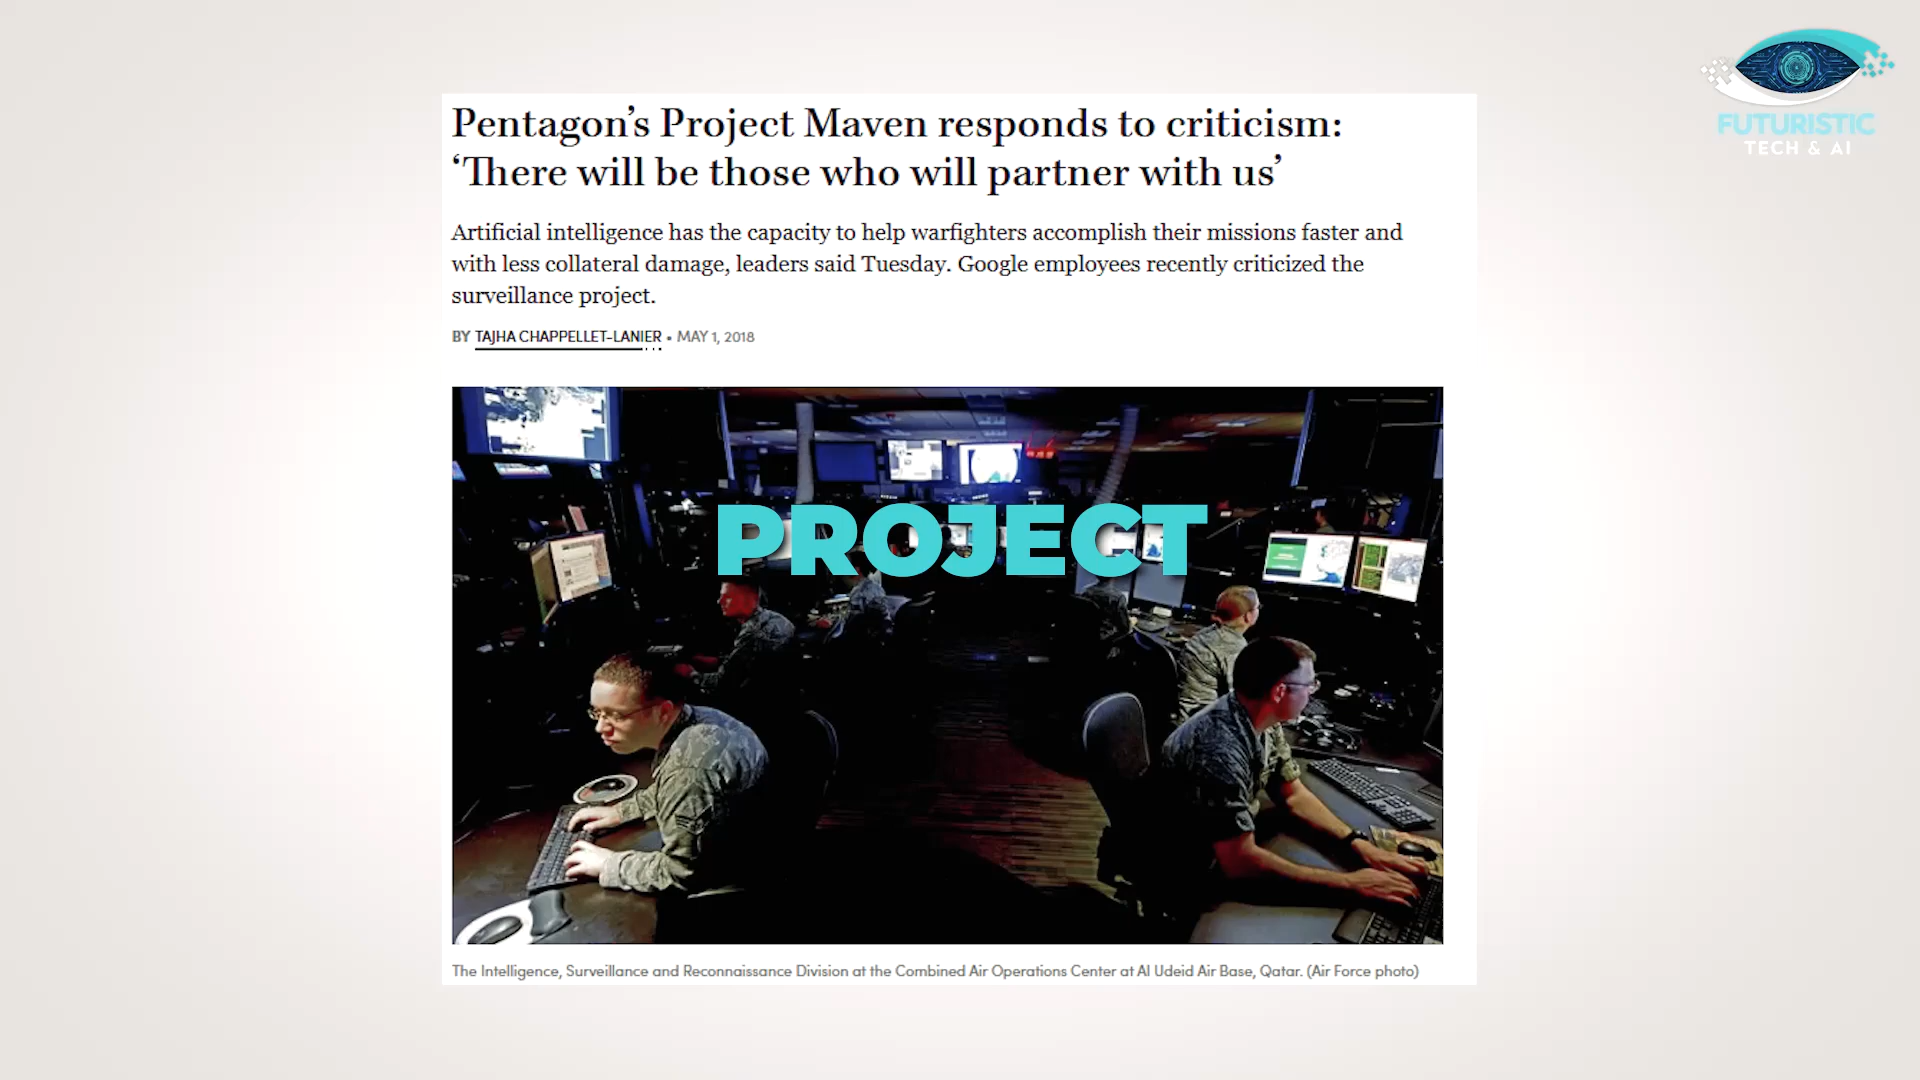 Pentagon’s Project Maven responds to criticism:
‘There will be those who will partner with us’
Artificial intelligence has the capacity to help warfighters accomplish their missions faster and
with less collateral damage, leaders said Tuesday. Google employees recently criticized the
surveillance project.
BY TAJHA CHAPPELLET-LANIER • MAY 1, 2018
PROJECT
The Intelligence, Surveillance and Reconnaissance Division at the Combined Air Operations Center at Al Udeid Air Base, Qatar. (Air Force photo)
FUTURISTIC
TECH & AI